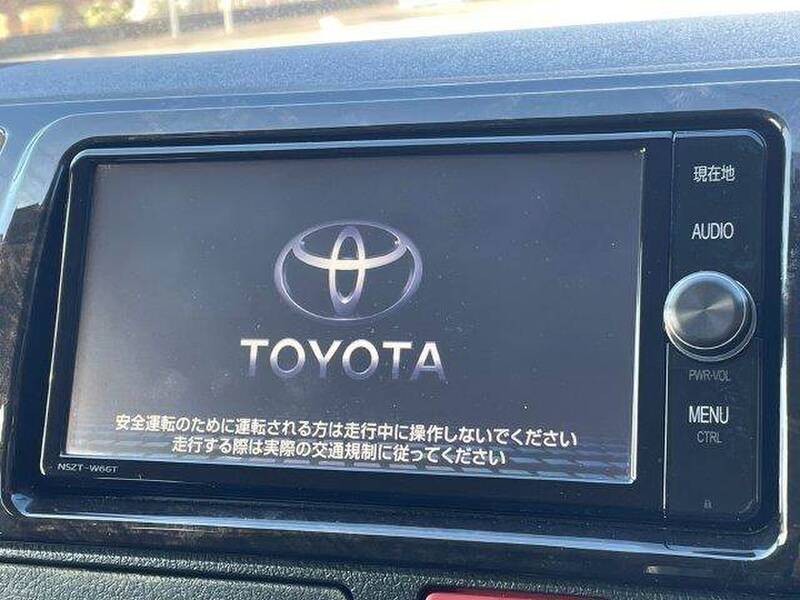 現在地
AUDIO
TOYOTA
PWR·VOL
安全運転のために運転される方は走行中に操作しないでください
走行する際は実際の交通規制に従ってください
MENU
CTRL
NSZT-W66T